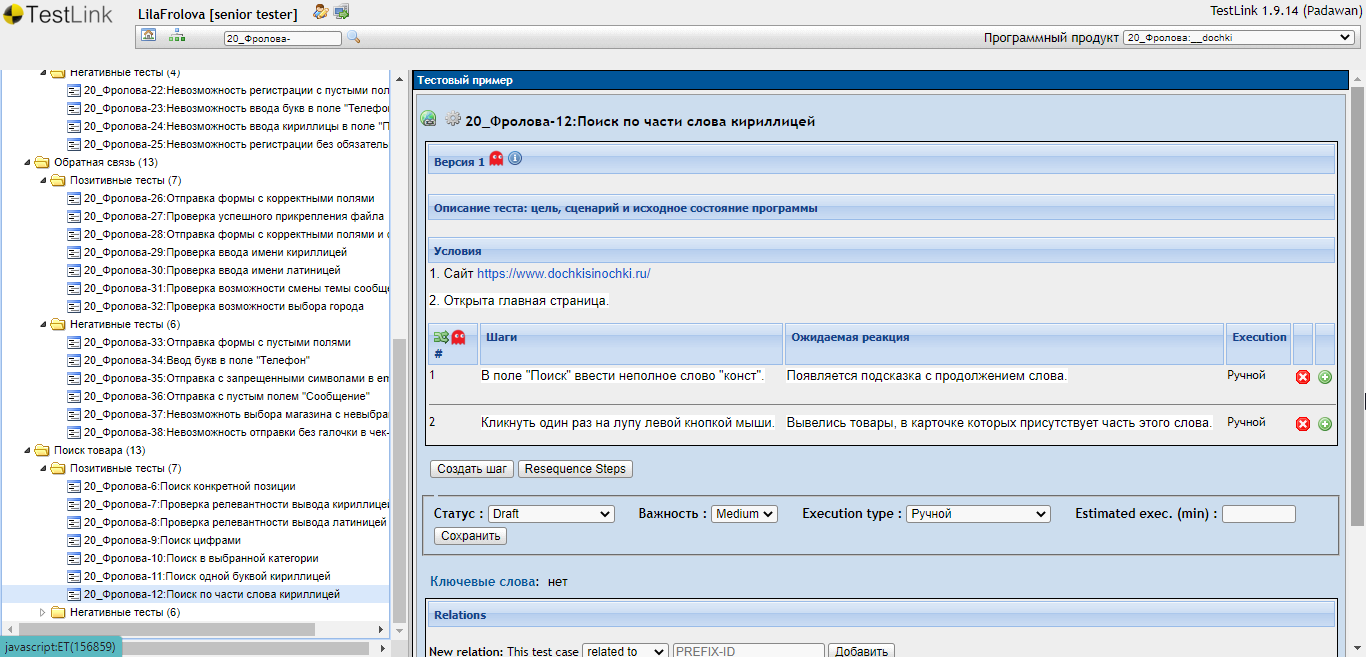 TestLink
LilaFrolova [senior tester]
TestLink 1.9.14 (Padawan)
20_Фролова-
Программный продукт 20_Фролова:__dochki
Негативные тесты (4)
20_Фролова-22:Невозможность регистрации с пустыми пол
20_Фролова-23:Невозможность ввода букв в поле "Телефо
20_Фролова-24:Невозможность ввода кириллицы в поле "П
20_Фролова-25:Невозможность регистрации без обязатель
Обратная связь (13)
Позитивные тесты (7)
20_Фролова-26:Отправка формы с корректными полями
20_Фролова-27:Проверка успешного прикрепления файла
20_Фролова-28:Отправка формы с корректными полями и с
20_Фролова-29:Проверка ввода имени кириллицей
20_Фролова-30:Проверка ввода имени латиницей
20_Фролова-31:Проверка возможности смены темы сообще
20_Фролова-32:Проверка возможности выбора города
Негативные тесты (6)
20_Фролова-33:Отправка формы с пустыми полями
20_Фролова-34:Ввод букв в поле "Телефон"
20_Фролова-35:Отправка с запрещенными символами в em
20_Фролова-36:Отправка с пустым полем "Сообщение"
20_Фролова-37:Невозможноть выбора магазина с невыбра
20_Фролова-38:Невозможность отправки без галочки в чек-
Поиск товара (13)
Позитивные тесты (7)
20_Фролова-6:Поиск конкретной позиции
20_Фролова-7:Проверка релевантности вывода кириллицей
20_Фролова-8:Проверка релевантности вывода латиницей
20_Фролова-9:Поиск цифрами
20_Фролова-10:Поиск в выбранной категории
20_Фролова-11:Поиск одной буквой кириллицей
20_Фролова-12:Поиск по части слова кириллицей
Негативные тесты (6)
javascript:ET(156859)
Тестовый пример
20_Фролова-12:Поиск по части слова кириллицей
Версия 1
Описание теста: цель, сценарий и исходное состояние программы
Условия
1. Сайт https://www.dochkisinochki.ru/
2. Открыта главная страница.
# Шаги Ожидаемая реакция Execution
1 В поле "Поиск" ввести неполное слово "конст". Появляется подсказка с продолжением слова. Ручной
2 Кликнуть один раз на лупу левой кнопкой мыши. Вывелись товары, в карточке которых присутствует часть этого слова. Ручной
Создать шаг Resequence Steps
Статус : Draft Важность : Medium Execution type : Ручной Estimated exec. (min) :
Сохранить
Ключевые слова: нет
Relations
New relation: This test case related to PREFIX-ID Добавить